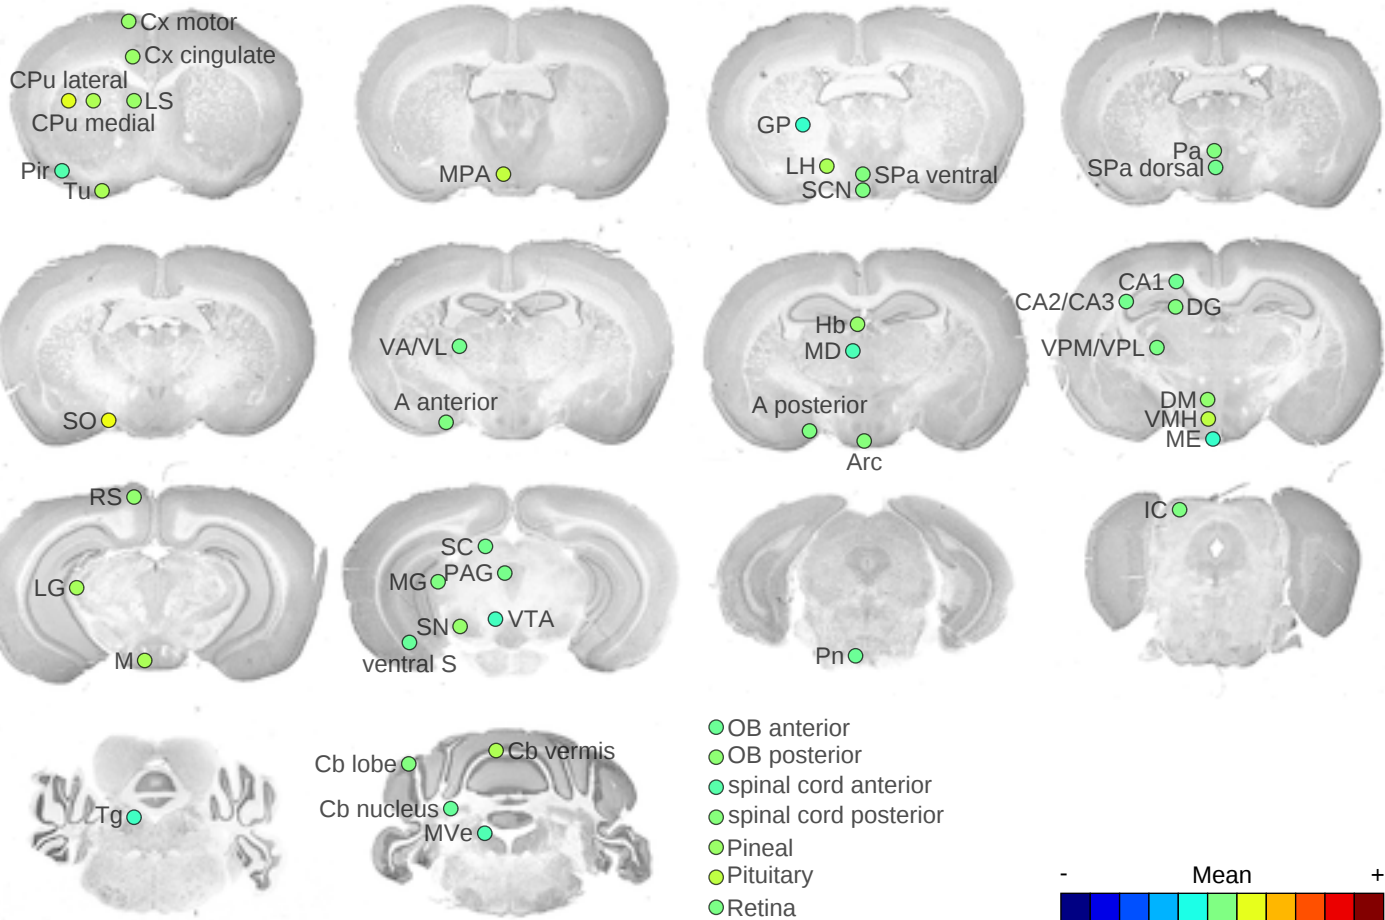 Cx motor
Cx cingulate
CPu lateral
LS
CPu medial
Pir
Tu
MPA
GP
LH
SPa ventral
SCN
Pa
SPa dorsal
SO
VA/VL
A anterior
Hb
MD
A posterior
Arc
CA1
CA2/CA3
DG
VPM/VPL
DM
VMH
ME
RS
LG
M
SC
PAG
MG
VTA
SN
ventral S
Pn
IC
Tg
Cb vermis
Cb lobe
Cb nucleus
MVe
OB anterior
OB posterior
spinal cord anterior
spinal cord posterior
Pineal
Pituitary
Retina
- Mean +